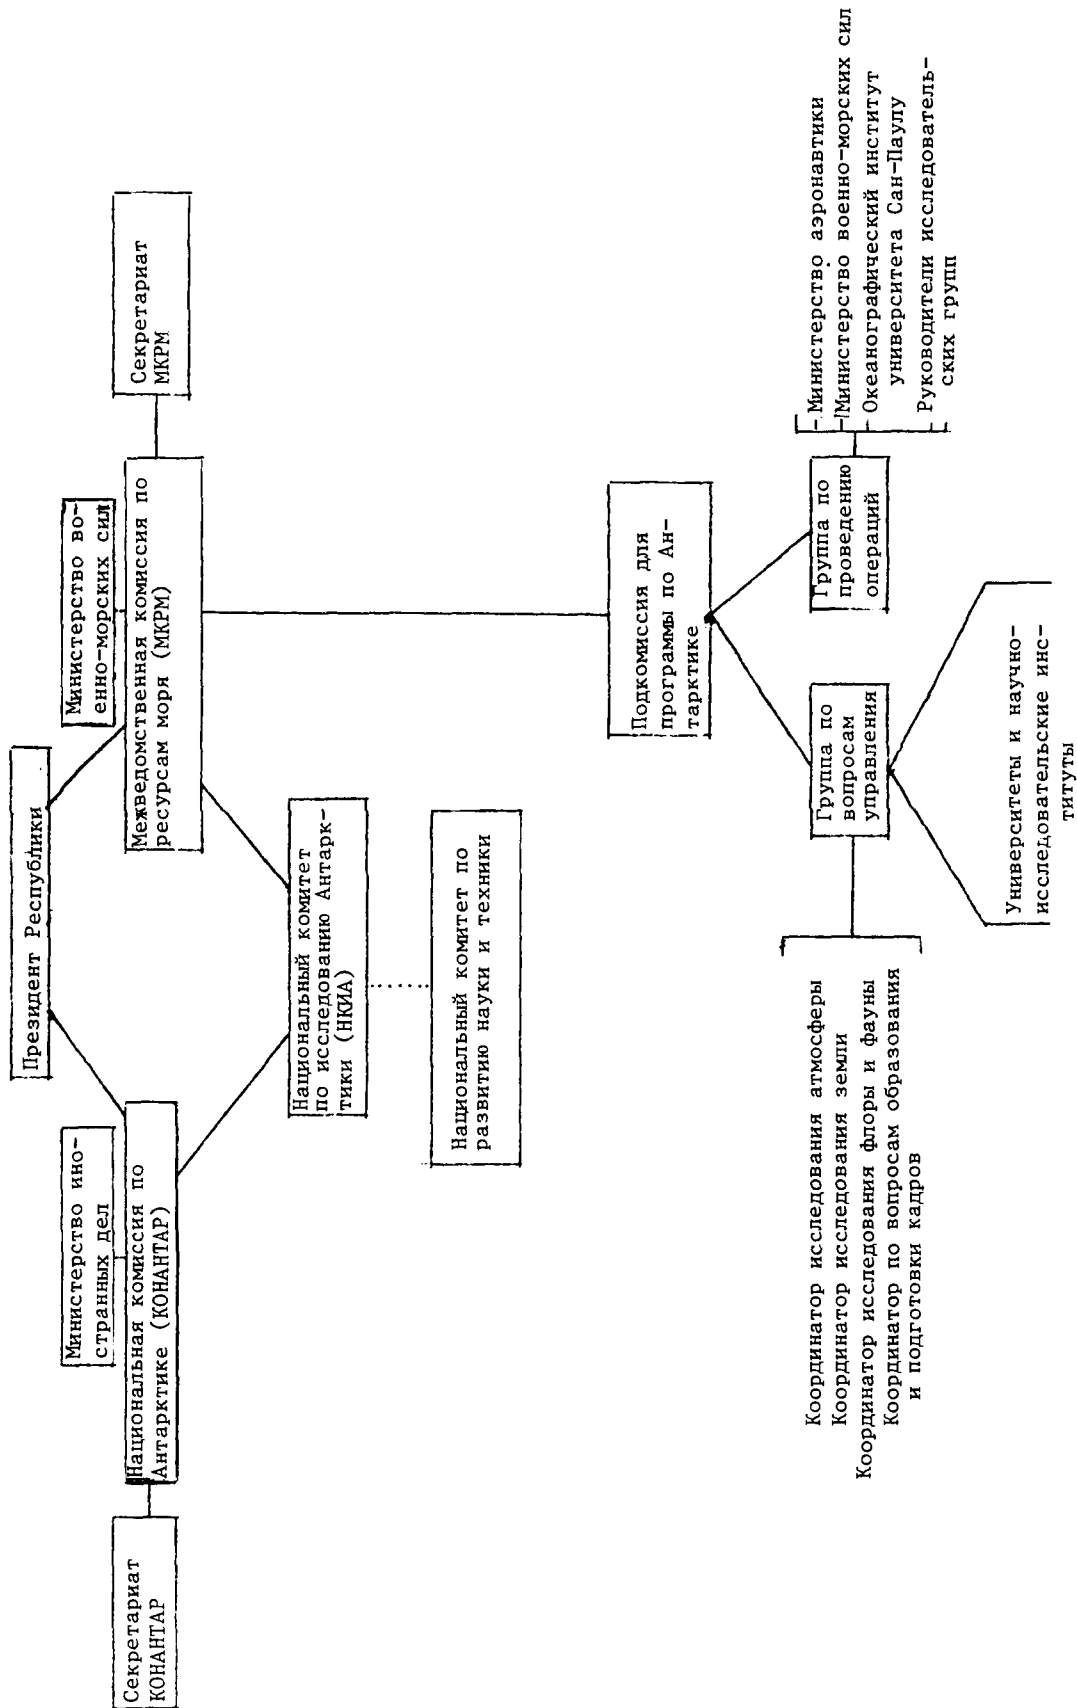 Президент Республики
Министерство ино-
странных дел
Министерство во-
енно-морских сил
Секретариат
КОНАНТАР
Национальная комиссия по
Антарктике (КОНАНТАР)
Межведомственная комиссия по
ресурсам моря (МКРМ)
Секретариат
МКРМ
Национальный комитет
по исследованию Антарк-
тики (НКИА)
Национальный комитет по
развитию науки и техники
Подкомиссия для
программы по Ан-
тарктике
Группа по
вопросам
управления
Группа по
проведению
операций
Координатор исследования атмосферы
Координатор исследования земли
Координатор исследования флоры и фауны
Координатор по вопросам образования
и подготовки кадров
-Министерство аэронавтики
-Министерство военно-морских сил
Океанографический институт
университета Сан-Паулу
Руководители исследователь-
ских групп
Университеты и научно-
исследовательские инс-
титуты